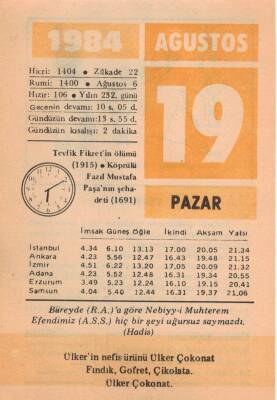 1984 AĞUSTOS
Hicri: 1404 • Zilkade 22
Rumi: 1400 • Ağustos 6
Hızır: 106 • Yılın 232. günü
Gecenin devamı: 10 s. 05 d.
Gündüzün devamı: 13 s. 55 d.
Gündüzün kısalışı: 2 dakika
19
Tevfik Fikret'in ölümü
(1915) • Köprülü
Fazıl Mustafa
Paşa'nın şeha-
deti (1691)
PAZAR
İmsak Güneş Öğle İkindi Akşam Yatsı
İstanbul 4.34 6.10 13.13 17.00 20.05 21.34
Ankara 4.23 5.56 12.47 16.43 19.48 21.15
İzmir 4.51 6.22 13.20 17.05 20.09 21.32
Adana 4.23 5.52 12.48 16.31 19.34 20.55
Erzurum 3.49 5.23 12.24 16.10 19.16 20.44
Samsun 4.04 5.40 12.44 16.31 19.37 21.06
Büreyde (R.A.)'a göre Nebiyy-i Muhterem
Efendimiz (A.S.S.) hiç bir şeyi uğursuz saymazdı.
(Hadis)
Ülker'in nefis ürünü Ülker Çokonat
Fındık, Gofret, Çikolata.
Ülker Çokonat.